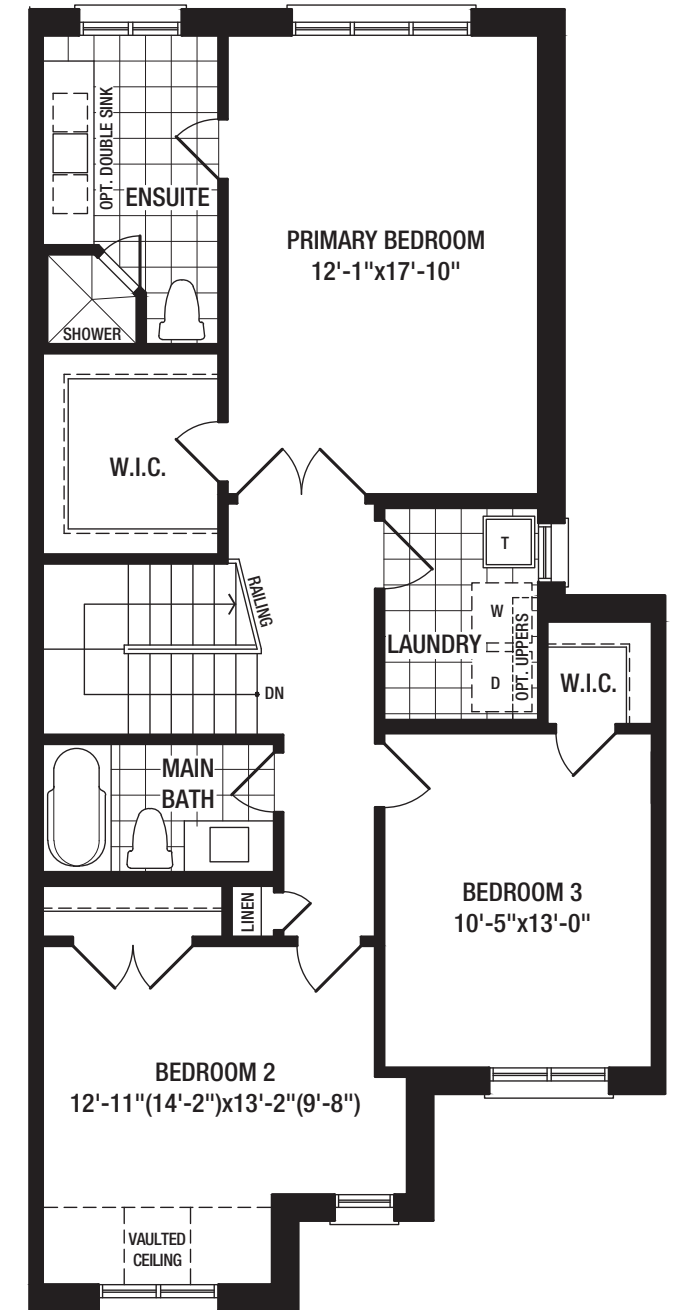 OPT. DOUBLE SINK
ENSUITE
PRIMARY BEDROOM
12'-1"x17'-10"
SHOWER
W.I.C.
T
RAILING
W
LAUNDRY
OPT. UPPERS
D
W.I.C.
DN
MAIN
BATH
LINEN
BEDROOM 3
10'-5"x13'-0"
BEDROOM 2
12'-11"(14'-2")x13'-2"(9'-8")
VAULTED
CEILING